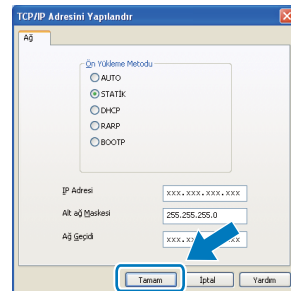 TCP/IP Adresini Yapılandır
Ağ
Ön Yükleme Metodu
AUTO
STATİK
DHCP
RARP
BOOTP
IP Adresi xxx.xxx.xxx.xxx
Alt ağ Maskesi 255.255.255.0
Ağ Geçidi
Tamam İptal Yardım